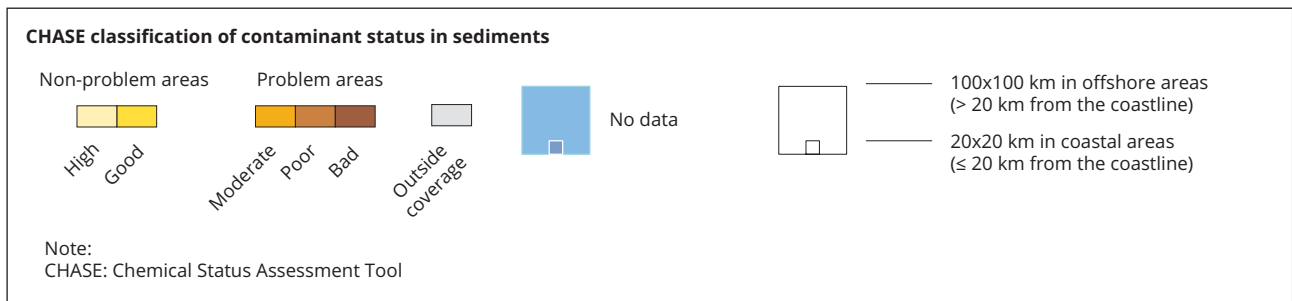 CHASE classification of contaminant status in sediments
Non-problem areas
Problem areas
High
Good
Moderate
Poor
Bad
Outside
coverage
No data
100x100 km in offshore areas
(> 20 km from the coastline)
20x20 km in coastal areas
(≤ 20 km from the coastline)
Note:
CHASE: Chemical Status Assessment Tool